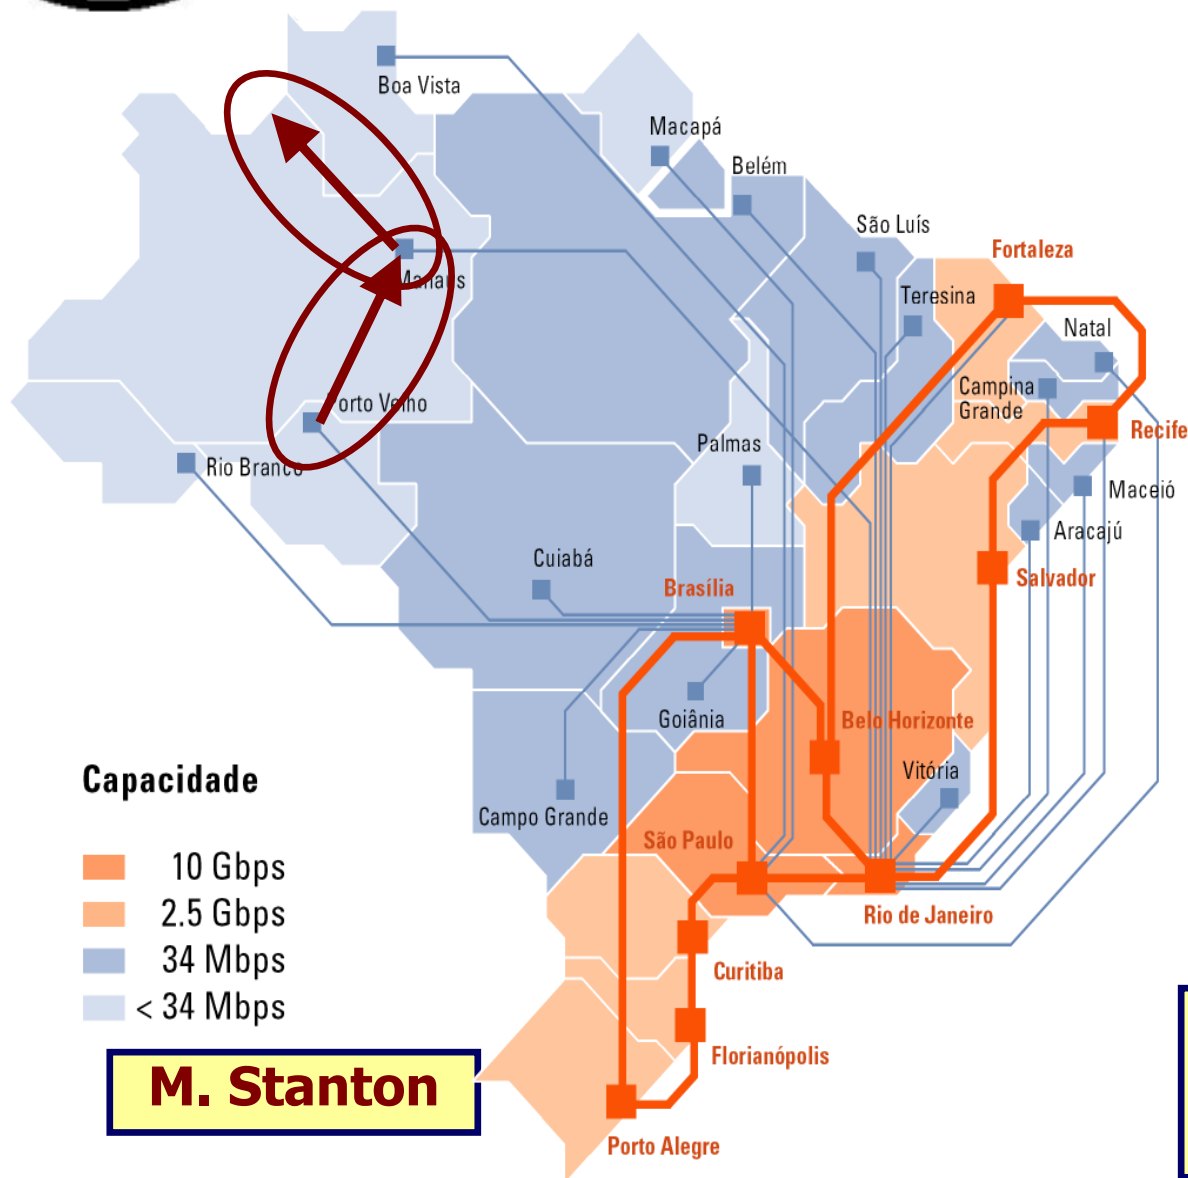 Boa Vista
Macapá
Belém
São Luís
Fortaleza
Manaus
Teresina
Natal
Campina
Grande
Porto Velho
Recife
Palmas
Rio Branco
Maceió
Aracajú
Cuiabá
Salvador
Brasília
Goiânia
Belo Horizonte
Vitória
Capacidade
Campo Grande
São Paulo
10 Gbps
2.5 Gbps
Rio de Janeiro
34 Mbps
Curitiba
< 34 Mbps
Florianópolis
M. Stanton
Porto Alegre